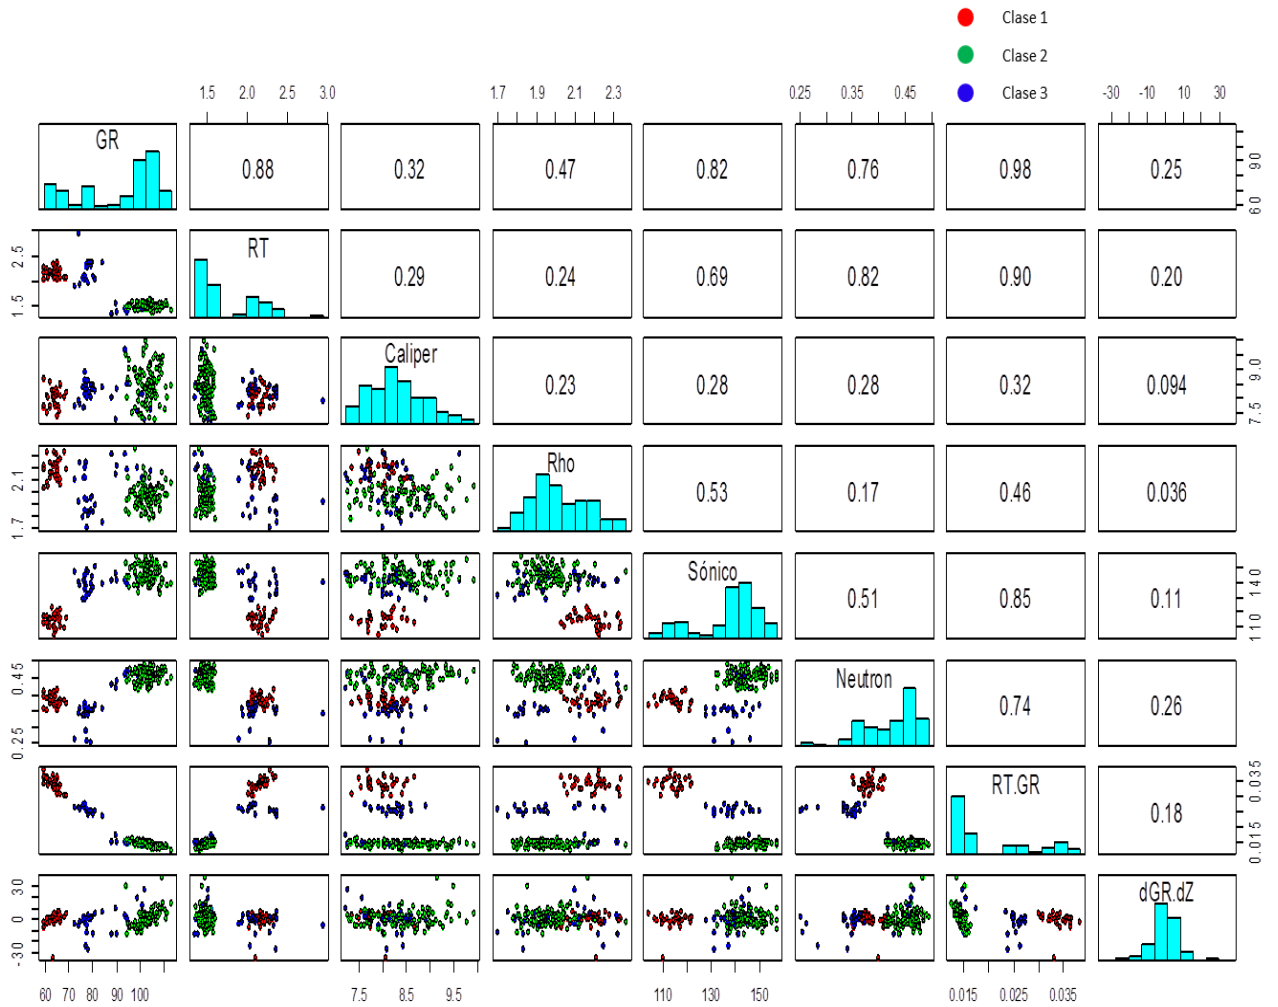 Clase 1
Clase 2
Clase 3
1.5 2.0 2.5 3.0
1.7 1.9 2.1 2.3
0.25 0.35 0.45
-30 -10 10 30
GR 0.88 0.32 0.47 0.82 0.76 0.98 0.25
60 90
RT 0.29 0.24 0.69 0.82 0.90 0.20
1.5 2.5
Caliper 0.23 0.28 0.28 0.32 0.094
7.5 9.0
Rho 0.53 0.17 0.46 0.036
1.7 2.1
Sónico 0.51 0.85 0.11
110 140
Neutron 0.74 0.26
0.25 0.45
RT.GR 0.18
0.015 0.035
dGR.dZ
-30 0 30
60 70 80 90 100
7.5 8.5 9.5
110 130 150
0.015 0.025 0.035